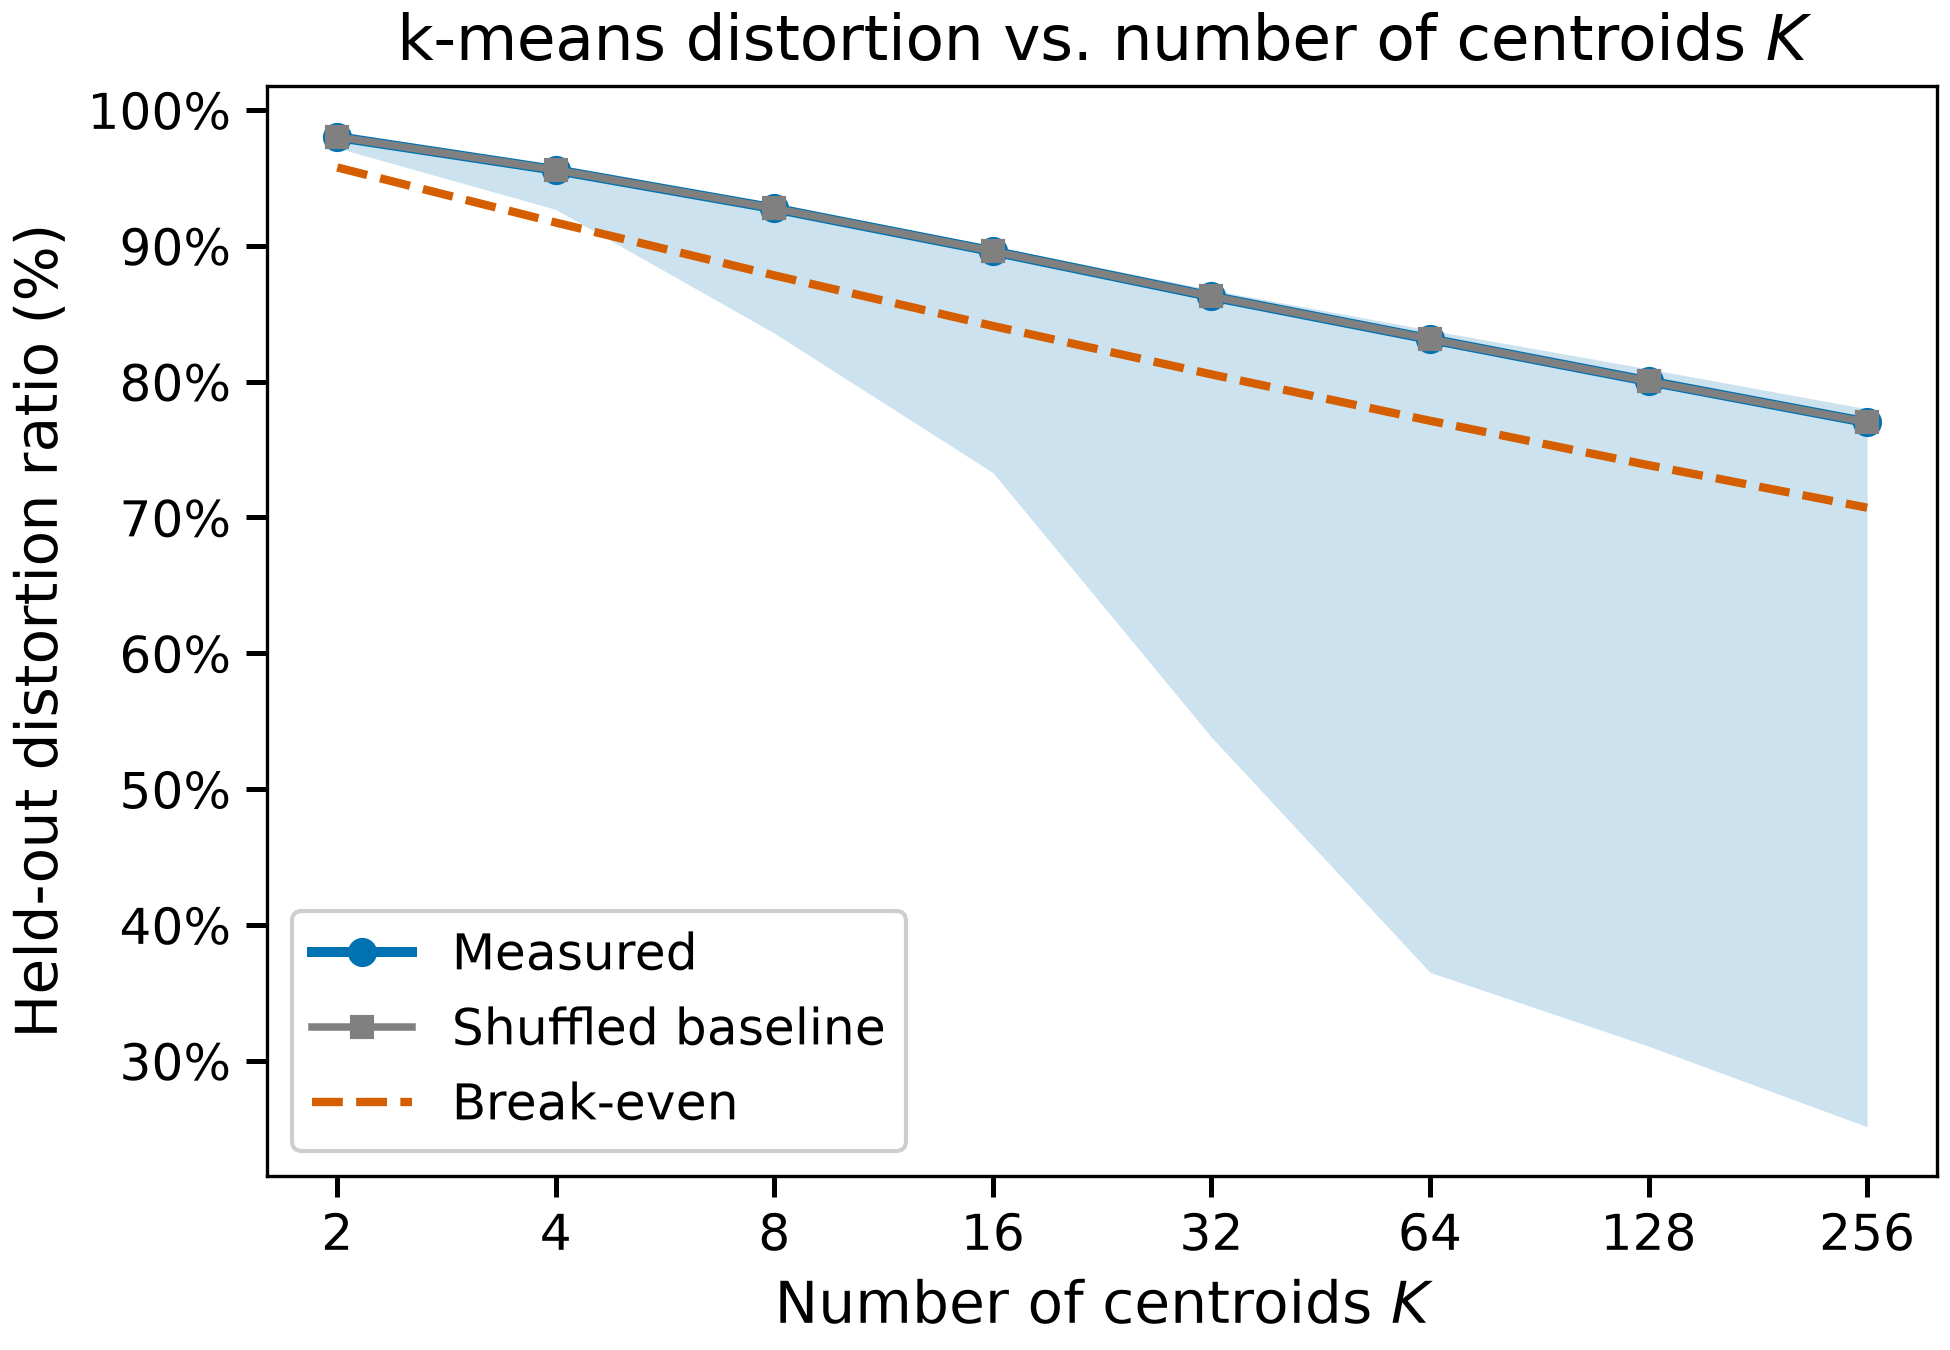 k-means distortion vs. number of centroids K
Held-out distortion ratio (%)
100%
90%
80%
70%
60%
50%
40%
30%
Measured
Shuffled baseline
Break-even
2 4 8 16 32 64 128 256
Number of centroids K